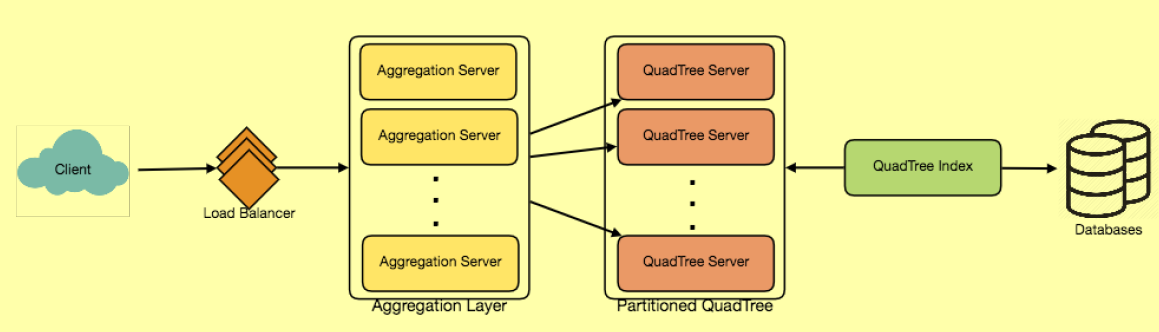 Client
Load Balancer
Aggregation Server
Aggregation Server
Aggregation Server
Aggregation Layer
QuadTree Server
QuadTree Server
QuadTree Server
Partitioned QuadTree
QuadTree Index
Databases